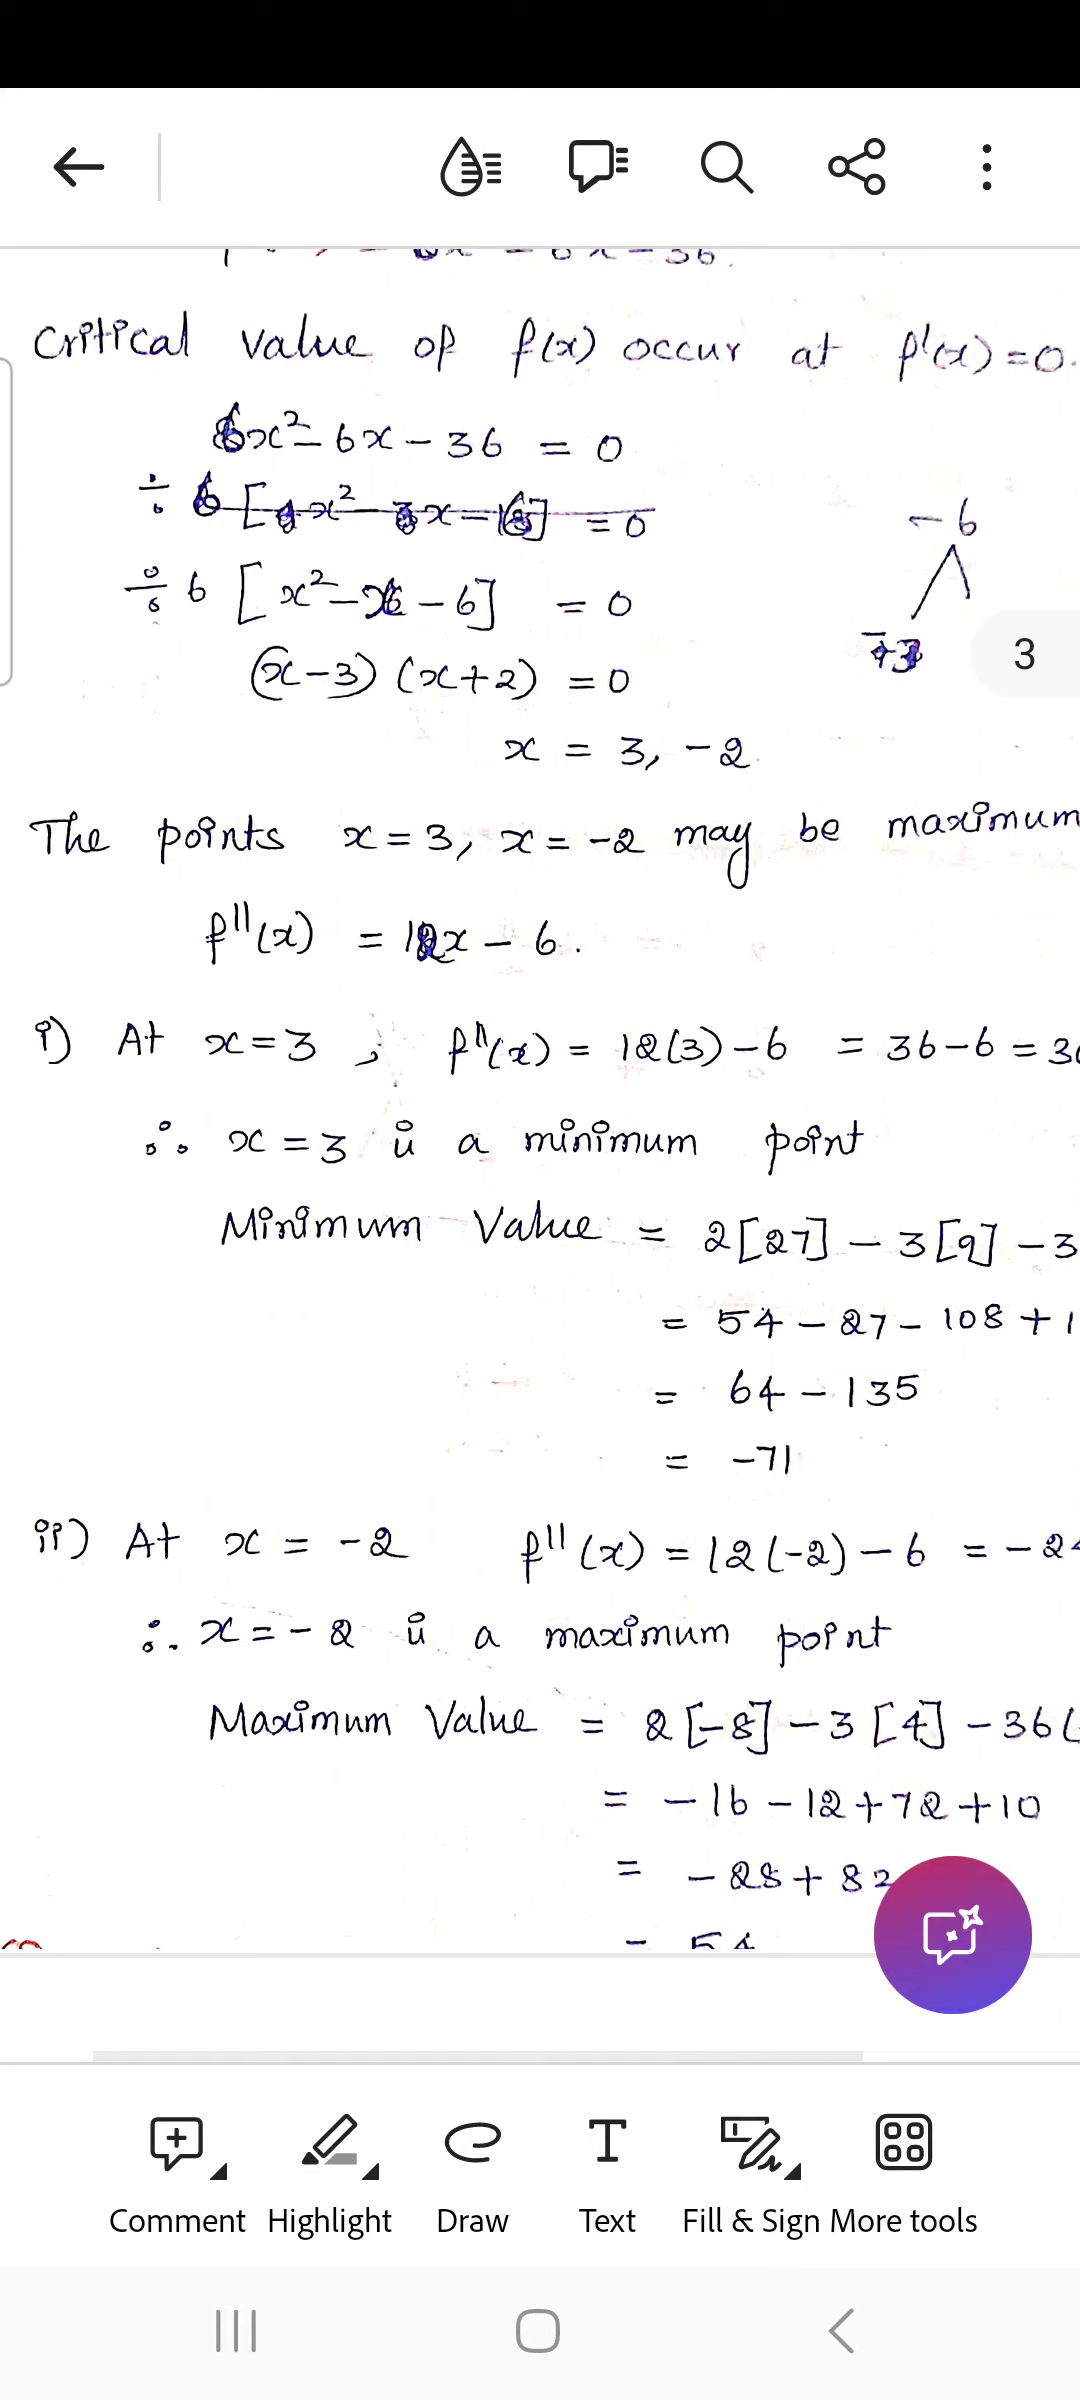 Critical value of f(x) occur at f'(x)=0.
6x² - 6x - 36 = 0
÷ 6 [x² - x - 6] = 0
-6
3
(x-3) (x+2) = 0
x = 3, -2
The points x=3, x=-2 may be maximum
f''(x) = 12x - 6.
i) At x=3, f''(x) = 12(3)-6 = 36-6 = 3
∴ x=3 is a minimum point
Minimum Value = 2[27] - 3[9] - 3
= 54 - 27 - 108 + 1
= 64 - 135
= -71
ii) At x = -2 f''(x) = 12(-2) - 6 = -2
∴ x = -2 is a maximum point
Maximum Value = 2[-8] - 3[4] - 36(
= -16 - 12 + 72 + 10
= -28 + 82
= 54
Comment Highlight Draw Text Fill & Sign More tools